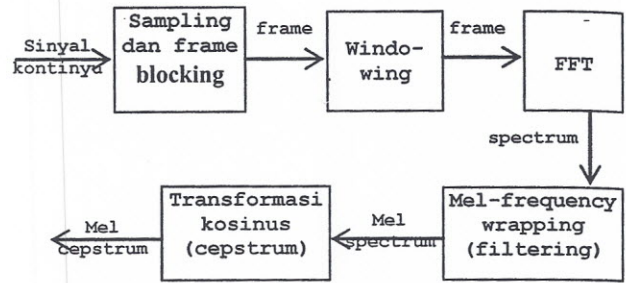 Sinyal
kontinyu
Sampling
dan frame
blocking
frame
Windo-
wing
frame
FFT
spectrum
Mel-frequency
wrapping
(filtering)
Mel
spectrum
Transformasi
kosinus
(cepstrum)
Mel
cepstrum